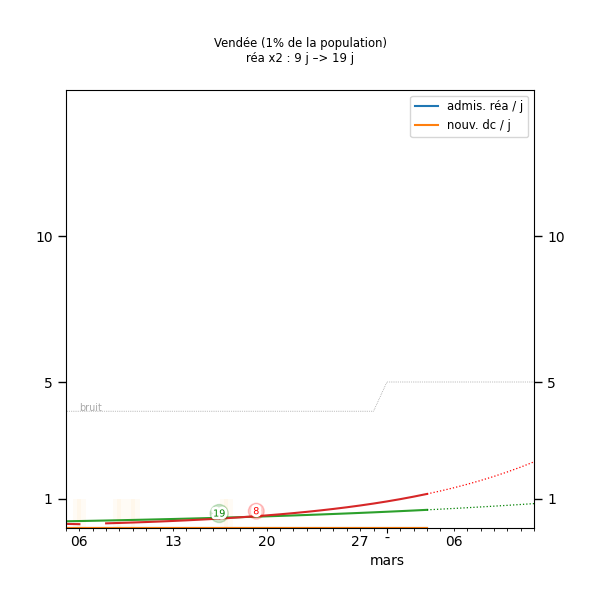 Vendée (1% de la population)
réa x2 : 9 j –> 19 j
admis. réa / j
nouv. dc / j
10
10
5
5
bruit
1
1
19
8
06
13
20
27
-
06
mars